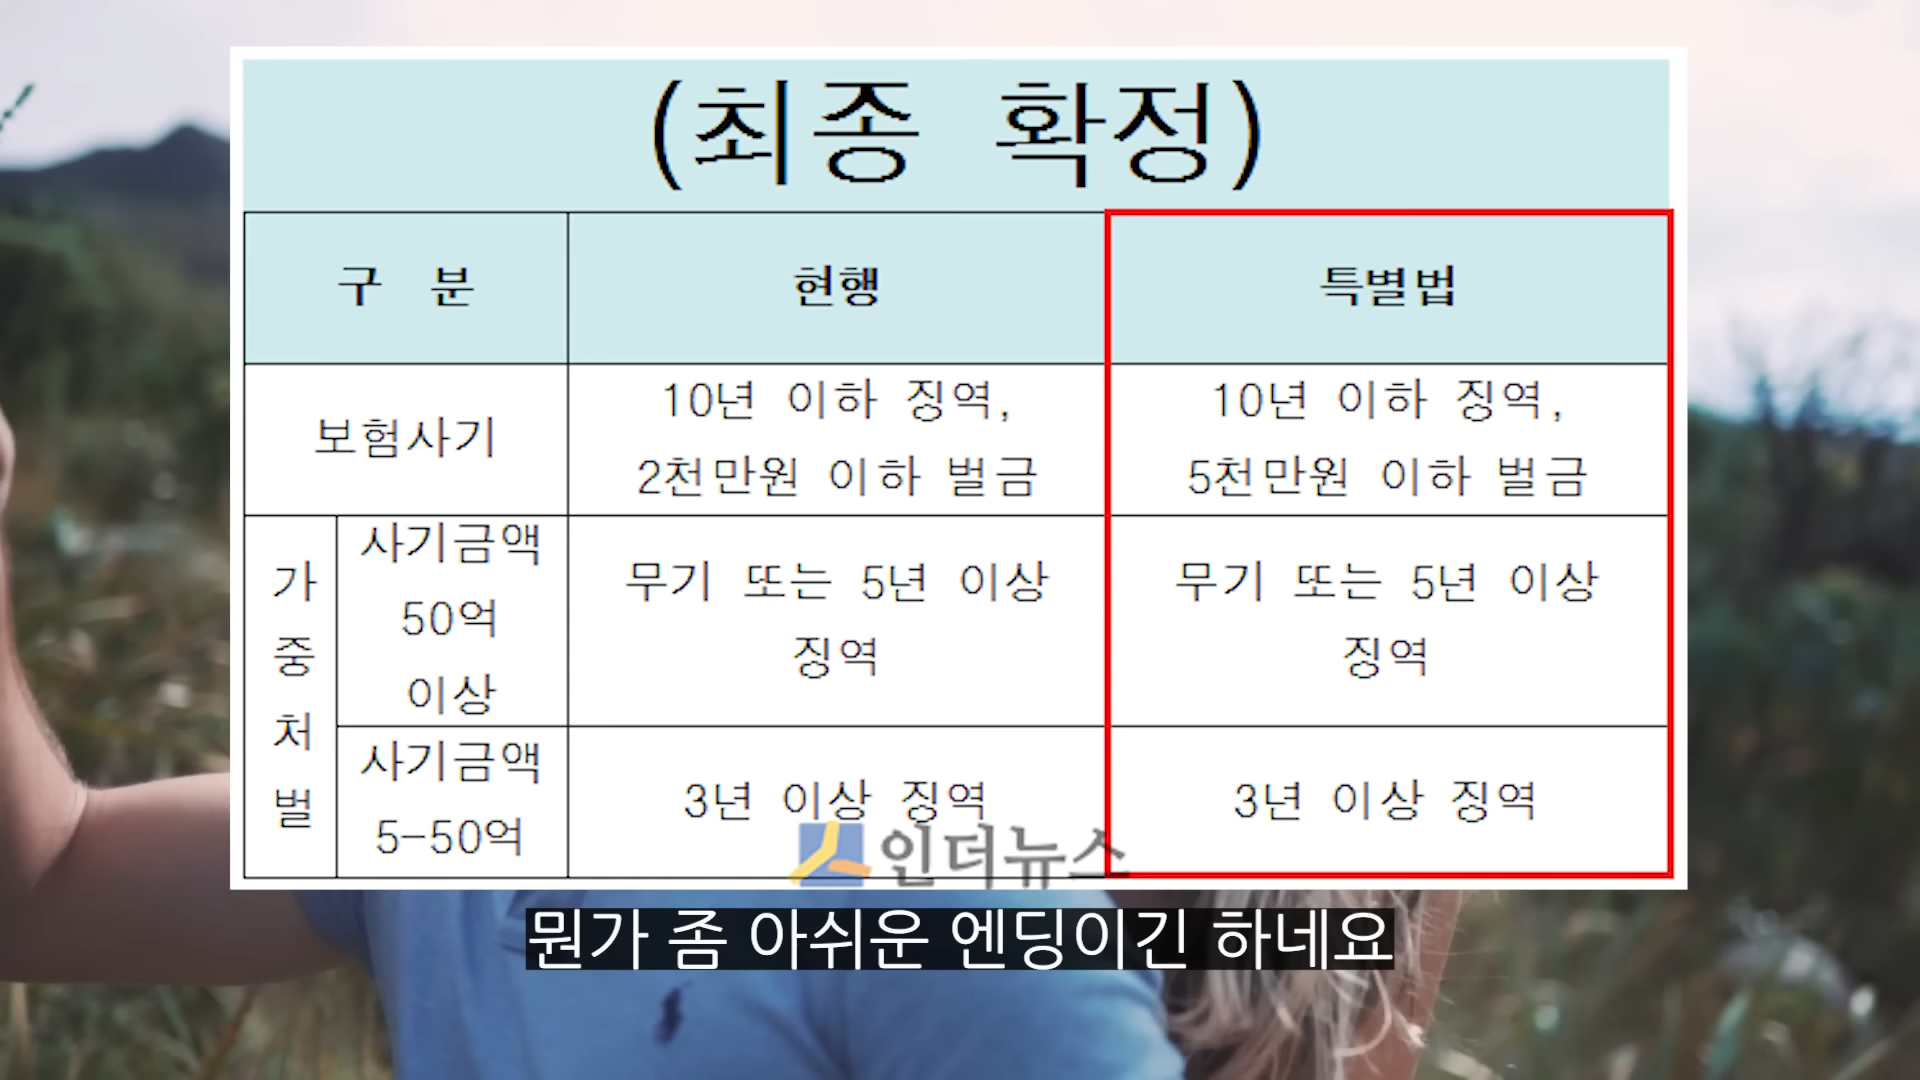 (최종 확정)
구 분
현행
특별법
보험사기
10년 이하 징역,
2천만원 이하 벌금
10년 이하 징역,
5천만원 이하 벌금
가
중
처
벌
사기금액
50억
이상
무기 또는 5년 이상
징역
무기 또는 5년 이상
징역
사기금액
5-50억
3년 이상 징역
3년 이상 징역
인더뉴스
뭔가 좀 아쉬운 엔딩이긴 하네요